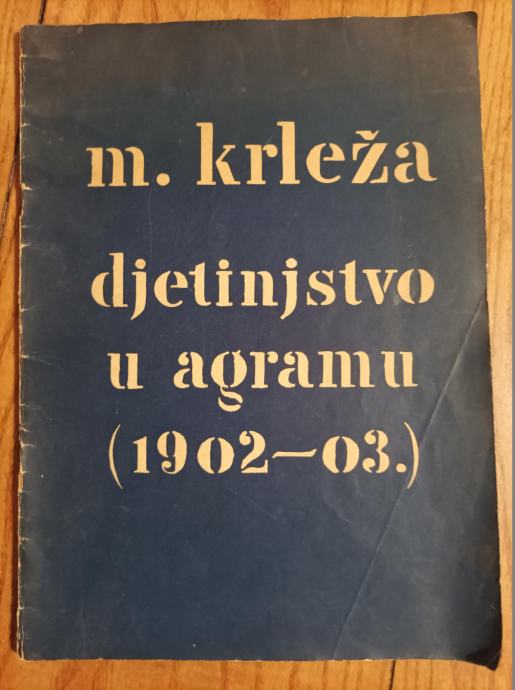 m. krleža
djetinjstvo
u agramu
(1902—03.)